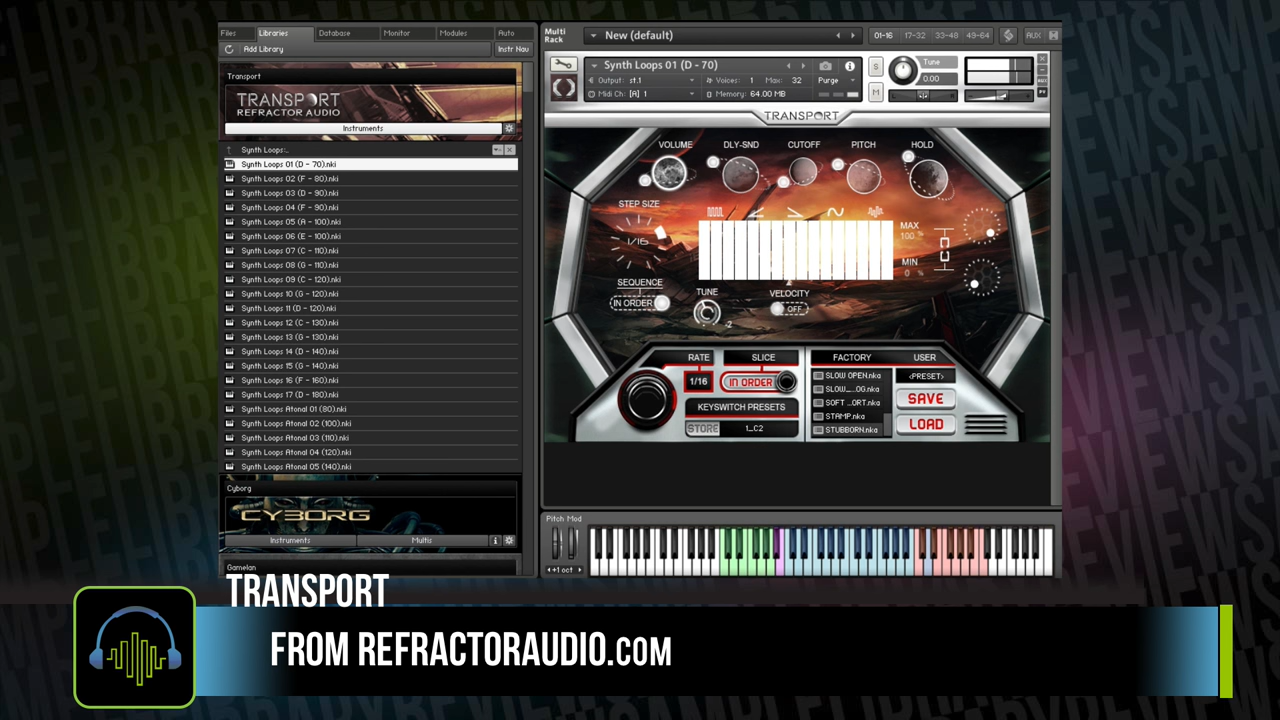 Files Libraries Database Monitor Modules Auto
Add Library Instr Nav
Transport
TRANSPORT
REFRACTOR AUDIO
Instruments
Synth Loops:..
Synth Loops 01 (D - 70).nki
Synth Loops 02 (F - 80).nki
Synth Loops 03 (D - 90).nki
Synth Loops 04 (F - 90).nki
Synth Loops 05 (A - 100).nki
Synth Loops 06 (E - 100).nki
Synth Loops 07 (C - 110).nki
Synth Loops 08 (G - 110).nki
Synth Loops 09 (C - 120).nki
Synth Loops 10 (G - 120).nki
Synth Loops 11 (D - 120).nki
Synth Loops 12 (C - 130).nki
Synth Loops 13 (G - 130).nki
Synth Loops 14 (D - 140).nki
Synth Loops 15 (G - 140).nki
Synth Loops 16 (F - 160).nki
Synth Loops 17 (D - 180).nki
Synth Loops Atonal 01 (80).nki
Synth Loops Atonal 02 (100).nki
Synth Loops Atonal 03 (110).nki
Synth Loops Atonal 04 (120).nki
Synth Loops Atonal 05 (140).nki
Cyborg
CYBORG
Instruments Multis
Gamelan
Multi
Rack
New (default)
01-16 17-32 33-48 49-64 AUX
Synth Loops 01 (D - 70)
Output: st.1 Voices: 1 Max: 32 Purge
Midi Ch: [A] 1 Memory: 64.00 MB
S
M
Tune
0.00
TRANSPORT
VOLUME DLY-SND CUTOFF PITCH HOLD
STEP SIZE
1/16
MAX
100 %
MIN
0 %
SEQUENCE
IN ORDER
TUNE
-2
VELOCITY
OFF
RATE SLICE
1/16 IN ORDER
KEYSWITCH PRESETS
STORE 1_C2
FACTORY USER
SLOW OPEN.nka
SLOW_...OG.nka
SOFT ...ORT.nka
STAMP.nka
STUBBORN.nka
<PRESET>
SAVE
LOAD
Pitch Mod
+1 oct
TRANSPORT
FROM REFRACTORAUDIO.COM